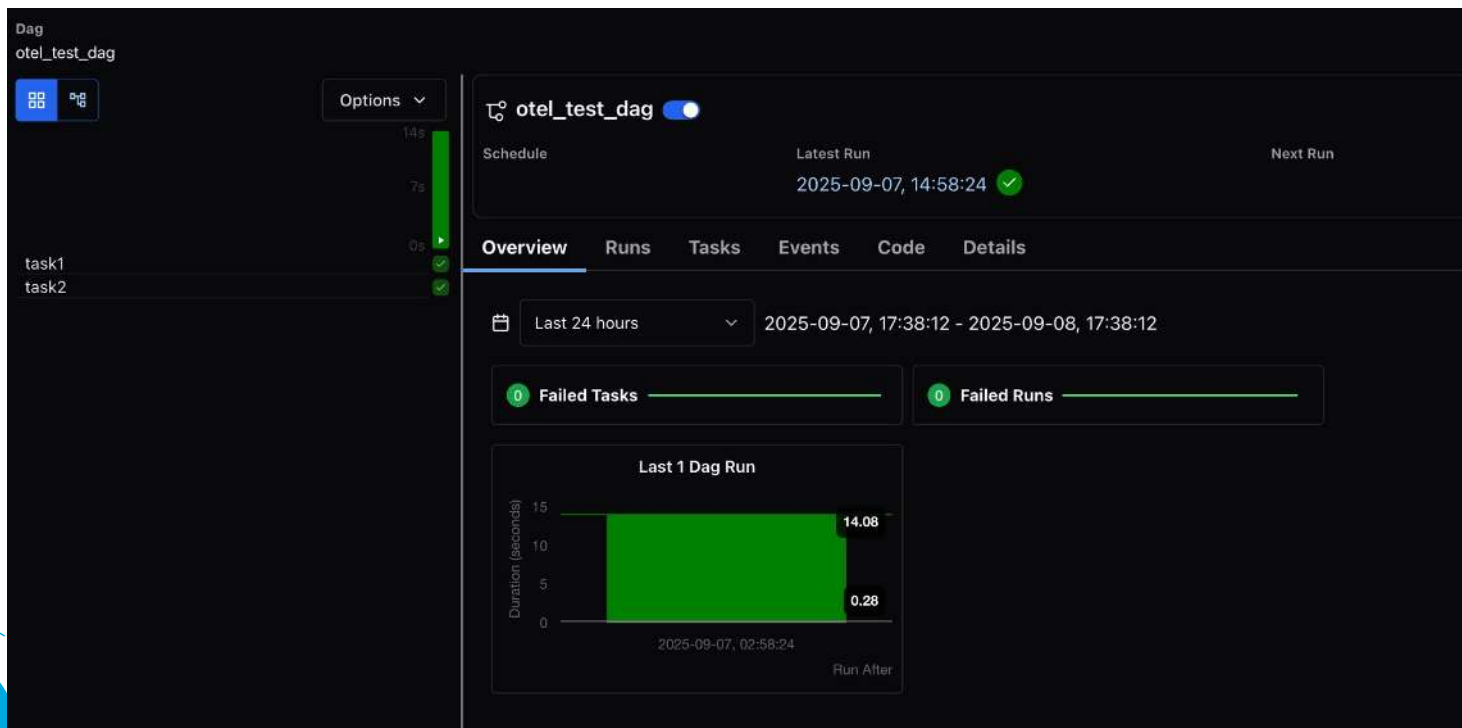 Dag
otel_test_dag
Options
14s
7s
0s
task1
task2
otel_test_dag
Schedule
Latest Run
Next Run
2025-09-07, 14:58:24
Overview Runs Tasks Events Code Details
Last 24 hours
2025-09-07, 17:38:12 - 2025-09-08, 17:38:12
0 Failed Tasks
0 Failed Runs
Last 1 Dag Run
Duration (seconds)
15
10
5
0
14.08
0.28
2025-09-07, 02:58:24
Run After